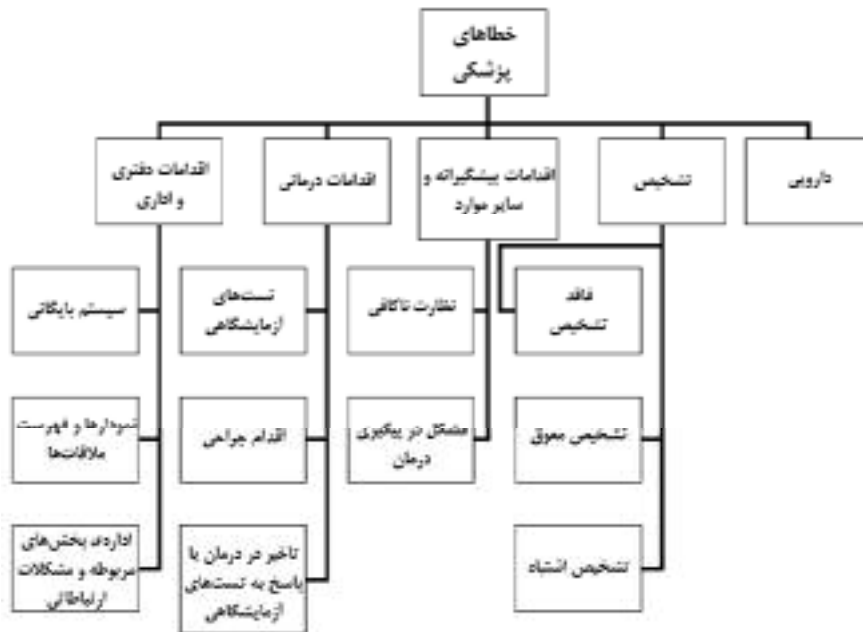 خطاهای
پزشکی
دارویی
تشخیص
اقدامات پیشگیرانه و
سایر موارد
اقدامات درمانی
اقدامات دفتری
و اداری
فاقد
تشخیص
تشخیص معوق
تشخیص اشتباه
نظارت ناکافی
مشکل در پیگیری
درمان
تست‌های
آزمایشگاهی
اقدام جراحی
تاخیر در درمان یا
پاسخ به تست‌های
آزمایشگاهی
سیستم بایگانی
نمودارها و فهرست
ملاقات‌ها
اداره‌ی بخش‌های
مربوطه و مشکلات
ارتباطاتی